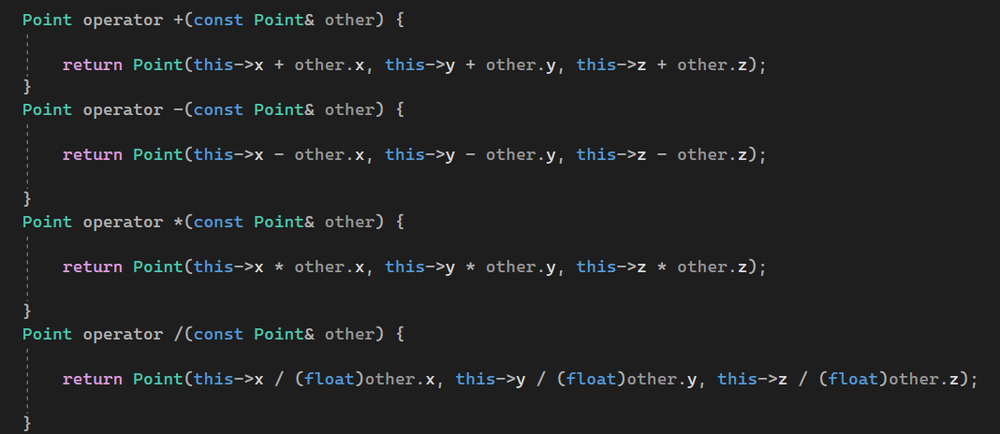 Point operator +(const Point& other) {
return Point(this->x + other.x, this->y + other.y, this->z + other.z);
}
Point operator -(const Point& other) {
return Point(this->x - other.x, this->y - other.y, this->z - other.z);
}
Point operator *(const Point& other) {
return Point(this->x * other.x, this->y * other.y, this->z * other.z);
}
Point operator /(const Point& other) {
return Point(this->x / (float)other.x, this->y / (float)other.y, this->z / (float)other.z);
}